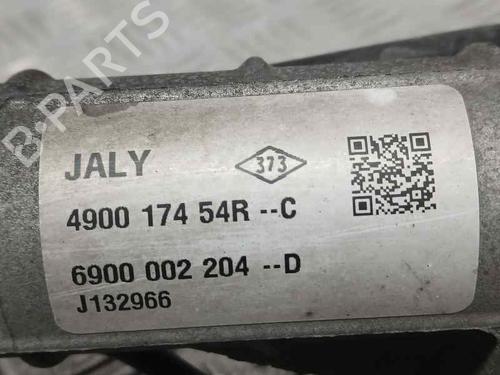 B-PARTS
JALY
373
4900 174 54R --C
6900 002 204 --D
J132966